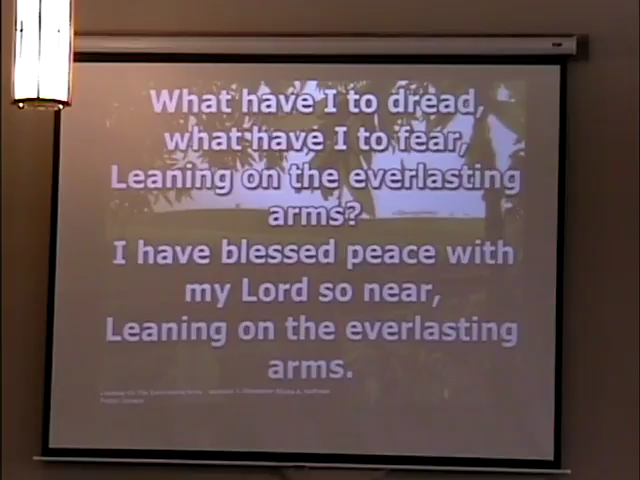 What have I to dread,
what have I to fear,
Leaning on the everlasting
arms?
I have blessed peace with
my Lord so near,
Leaning on the everlasting
arms.